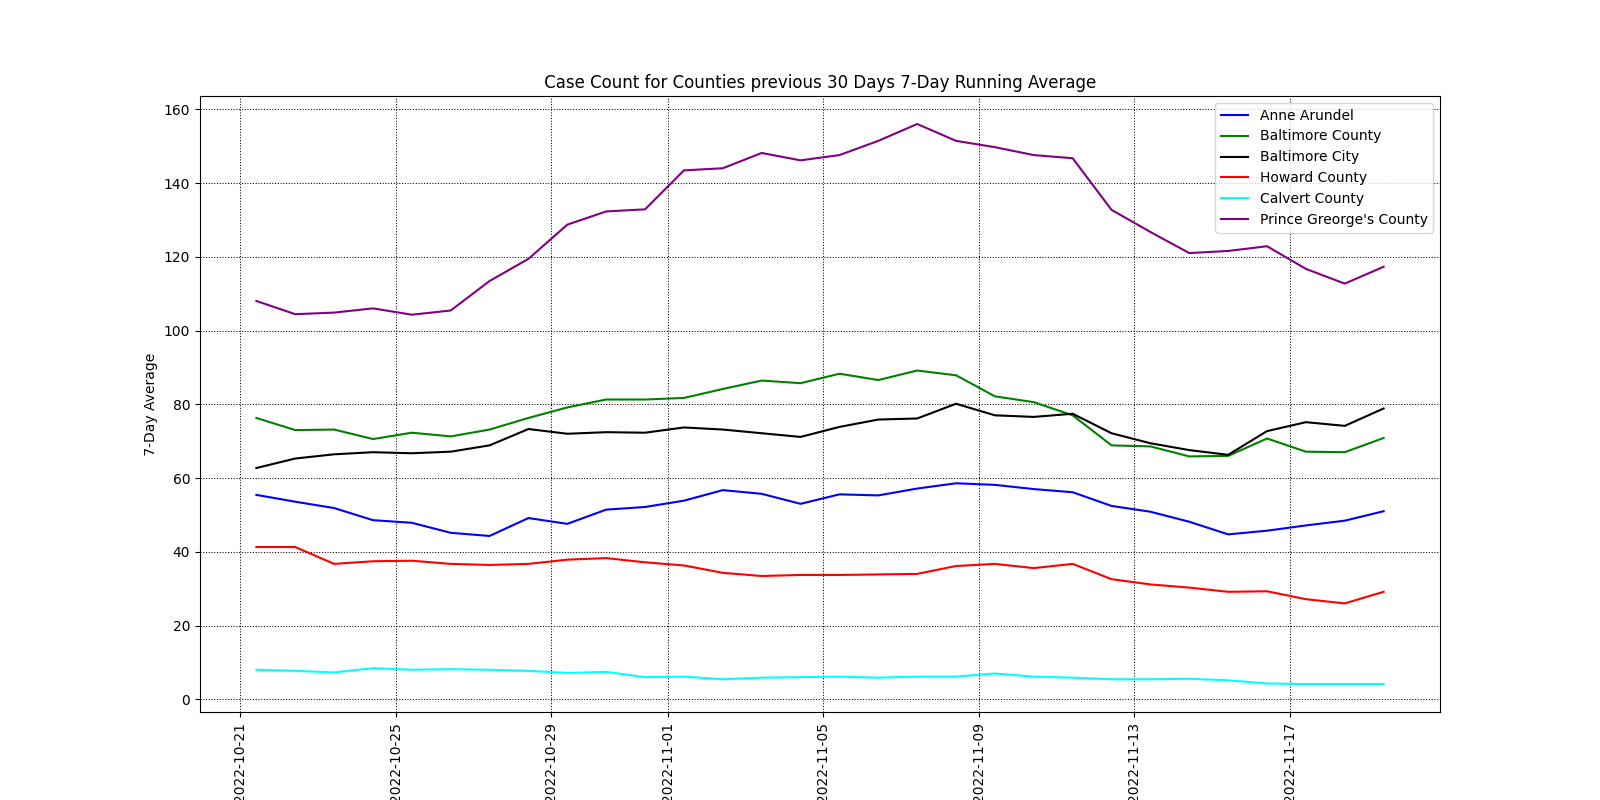 Case Count for Counties previous 30 Days 7-Day Running Average
7-Day Average
160
140
120
100
80
60
40
20
0
Anne Arundel
Baltimore County
Baltimore City
Howard County
Calvert County
Prince Greorge's County
2022-10-21
2022-10-25
2022-10-29
2022-11-01
2022-11-05
2022-11-09
2022-11-13
2022-11-17